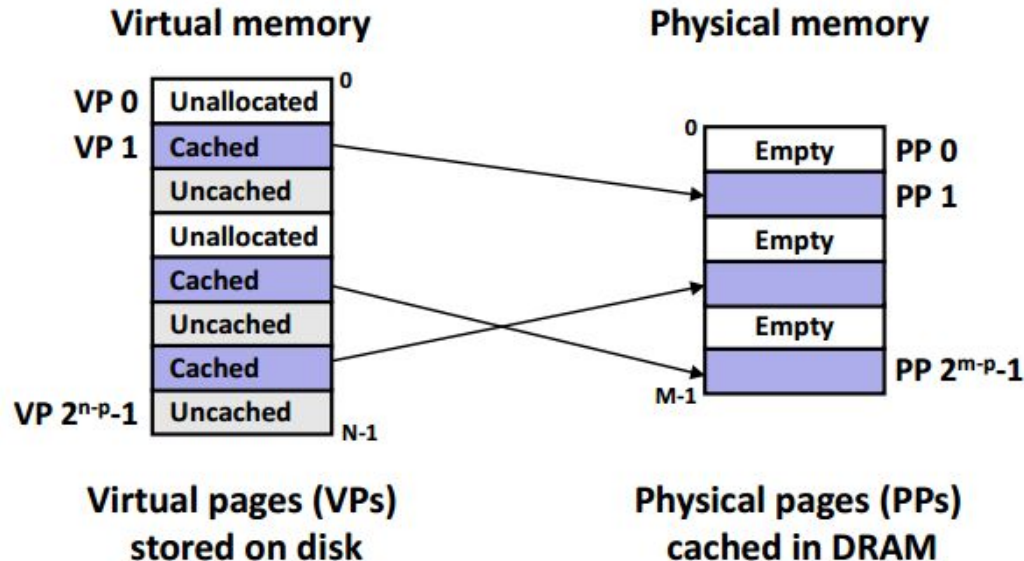 Virtual memory
Physical memory
0
VP 0
Unallocated
VP 1
Cached
Uncached
Unallocated
Cached
Uncached
Cached
VP 2ⁿ⁻ᵖ-1
Uncached
N-1
0
Empty
PP 0
PP 1
Empty
Empty
PP 2ᵐ⁻ᵖ-1
M-1
Virtual pages (VPs)
stored on disk
Physical pages (PPs)
cached in DRAM